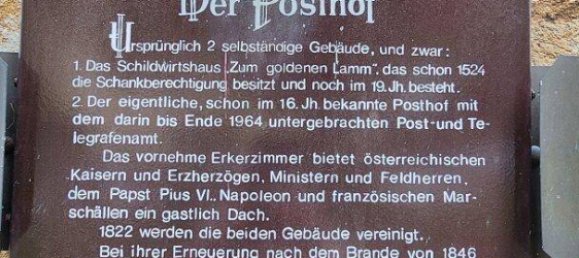 Der Posthof
Ursprünglich 2 selbständige Gebäude, und zwar:
1. Das Schildwirtshaus „Zum goldenen Lamm", das schon 1524
die Schankberechtigung besitzt und noch im 19. Jh. besteht.
2. Der eigentliche, schon im 16. Jh. bekannte Posthof mit
dem darin bis Ende 1964 untergebrachten Post- und Te-
legrafenamt.
Das vornehme Erkerzimmer bietet österreichischen
Kaisern und Erzherzögen, Ministern und Feldherren,
dem Papst Pius VI., Napoleon und französischen Mar-
schällen ein gastlich Dach.
1822 werden die beiden Gebäude vereinigt.
Bei ihrer Erneuerung nach dem Brande von 1846